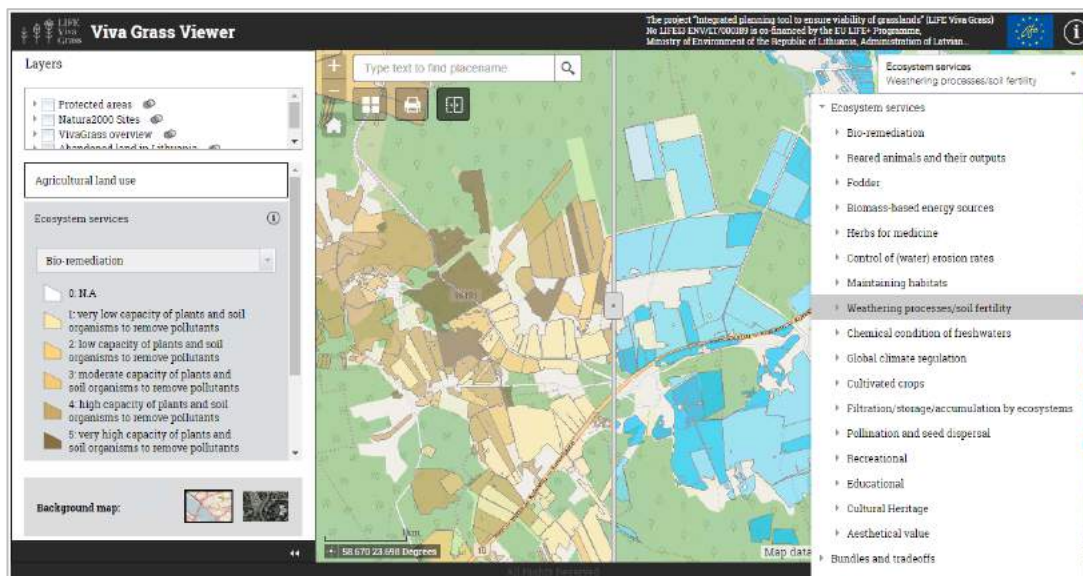 LIFE
Viva
Grass
Viva Grass Viewer
The project "Integrated planning tool to ensure viability of grasslands" (LIFE Viva Grass)
No LIFE13 ENV/LT/000189 is co-financed by the EU LIFE+ Programme,
Ministry of Environment of the Republic of Lithuania, Administration of Latvian...
Layers
Protected areas
Natura2000 Sites
VivaGrass overview
Abandoned land in Lithuania
Agricultural land use
Ecosystem services
Bio-remediation
0: N.A
1: very low capacity of plants and soil
organisms to remove pollutants
2: low capacity of plants and soil
organisms to remove pollutants
3: moderate capacity of plants and
soil organisms to remove pollutants
4: high capacity of plants and soil
organisms to remove pollutants
5: very high capacity of plants and
soil organisms to remove pollutants
Background map:
Type text to find placename
1km
58.670 23.698 Degrees
Map data
All Rights Reserved
Ecosystem services
Weathering processes/soil fertility
Ecosystem services
Bio-remediation
Reared animals and their outputs
Fodder
Biomass-based energy sources
Herbs for medicine
Control of (water) erosion rates
Maintaining habitats
Weathering processes/soil fertility
Chemical condition of freshwaters
Global climate regulation
Cultivated crops
Filtration/storage/accumulation by ecosystems
Pollination and seed dispersal
Recreational
Educational
Cultural Heritage
Aesthetical value
Bundles and tradeoffs